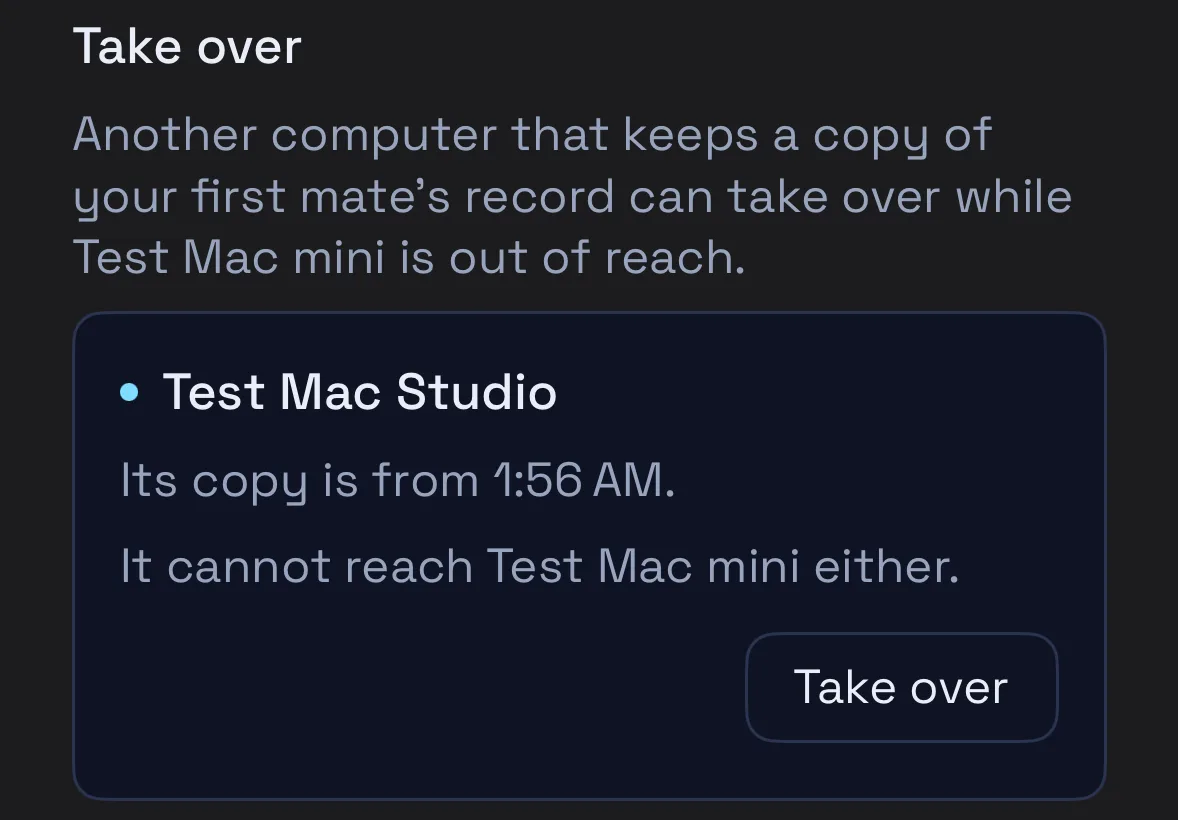 Take over
Another computer that keeps a copy of
your first mate’s record can take over while
Test Mac mini is out of reach.
Test Mac Studio
Its copy is from 1:56 AM.
It cannot reach Test Mac mini either.
Take over